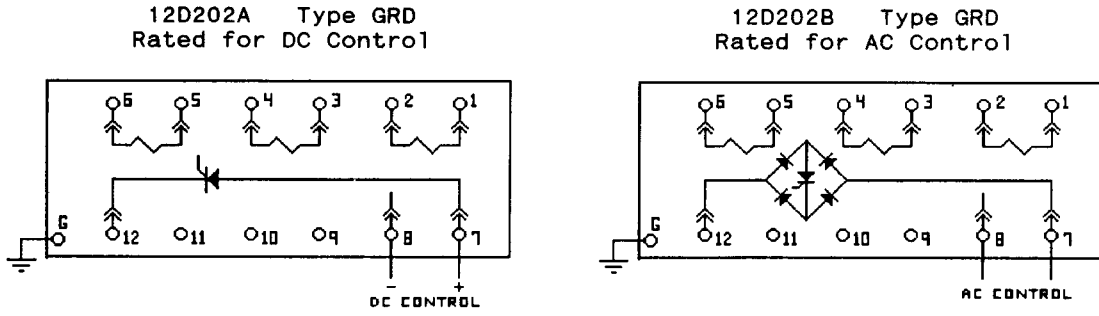 12D202A Type GRD
Rated for DC Control
6 5 4 3 2 1
G 12 11 10 9 8 7
- +
DC CONTROL
12D202B Type GRD
Rated for AC Control
6 5 4 3 2 1
G 12 11 10 9 8 7
AC CONTROL